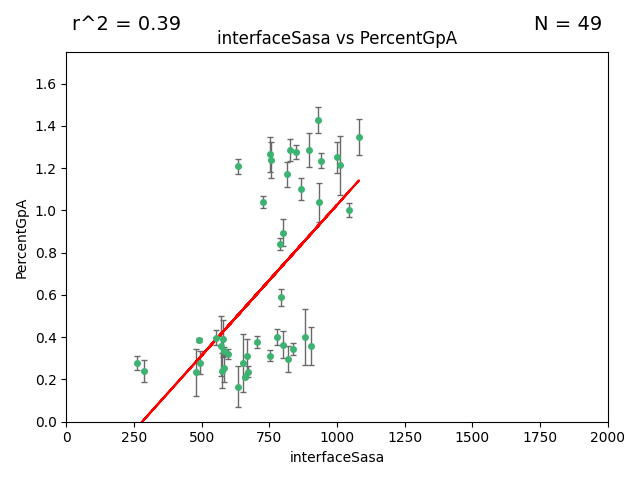 r^2 = 0.39
N = 49
interfaceSasa vs PercentGpA
PercentGpA
1.6
1.4
1.2
1.0
0.8
0.6
0.4
0.2
0.0
0 250 500 750 1000 1250 1500 1750 2000
interfaceSasa